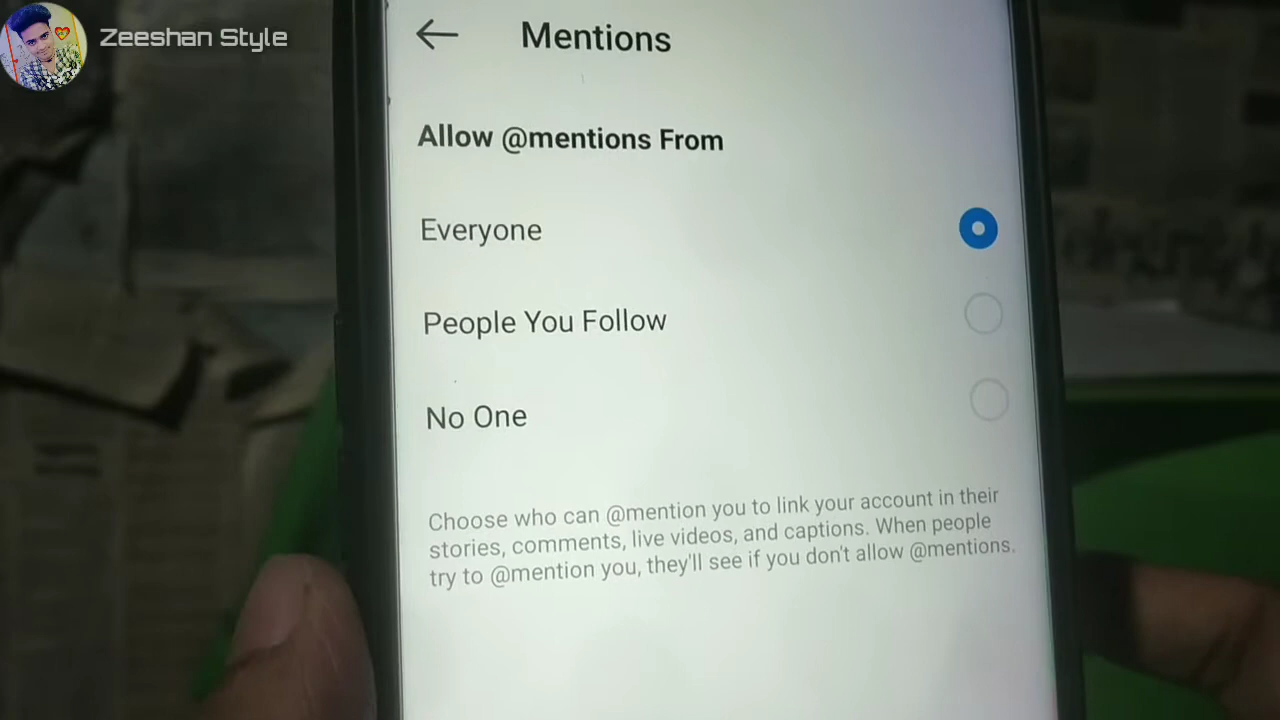 Zeeshan Style
Mentions
Allow @mentions From
Everyone
People You Follow
No One
Choose who can @mention you to link your account in their
stories, comments, live videos, and captions. When people
try to @mention you, they'll see if you don't allow @mentions.